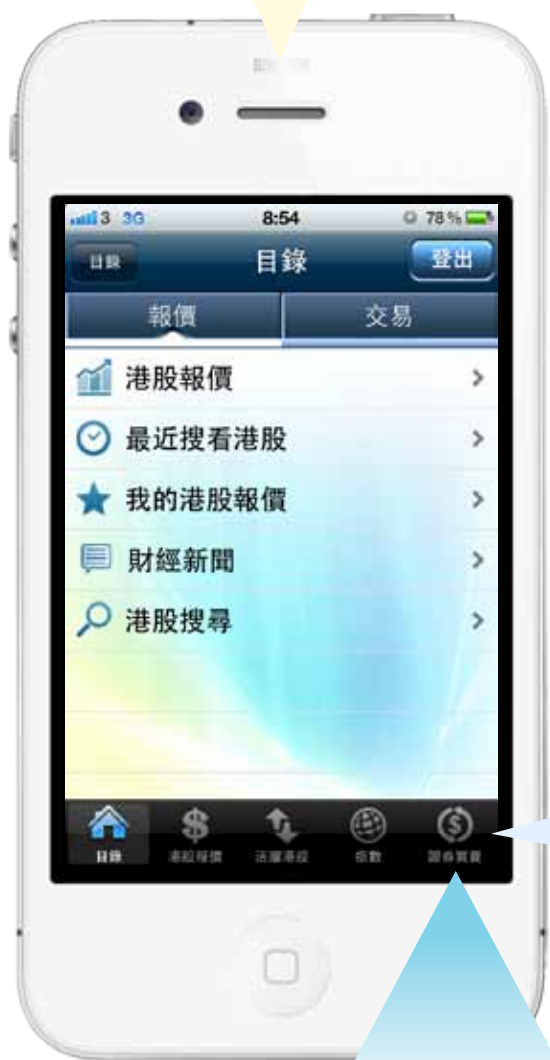 3 3G 8:54 78%
目錄 目錄 登出
報價 交易
港股報價
最近搜看港股
我的港股報價
財經新聞
港股搜尋
目錄 港股報價 活躍港股 指數 證券買賣